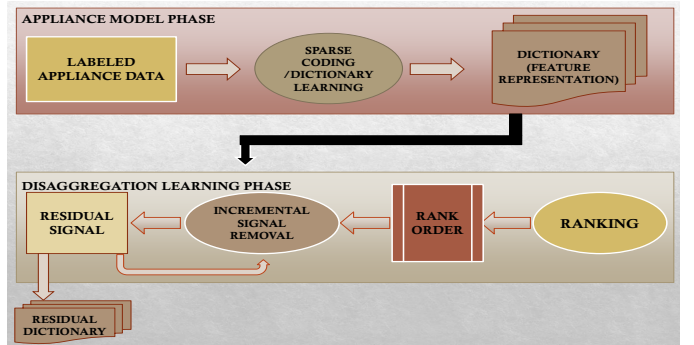 APPLIANCE MODEL PHASE
LABELED
APPLIANCE DATA
SPARSE
CODING
/DICTIONARY
LEARNING
DICTIONARY
(FEATURE
REPRESENTATION)
DISAGGREGATION LEARNING PHASE
RESIDUAL
SIGNAL
INCREMENTAL
SIGNAL
REMOVAL
RANK
ORDER
RANKING
RESIDUAL
DICTIONARY